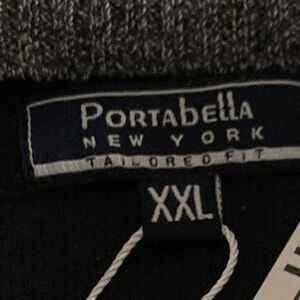 PORTAbEllA
NEW YORK
TAILORED FIT
XXL